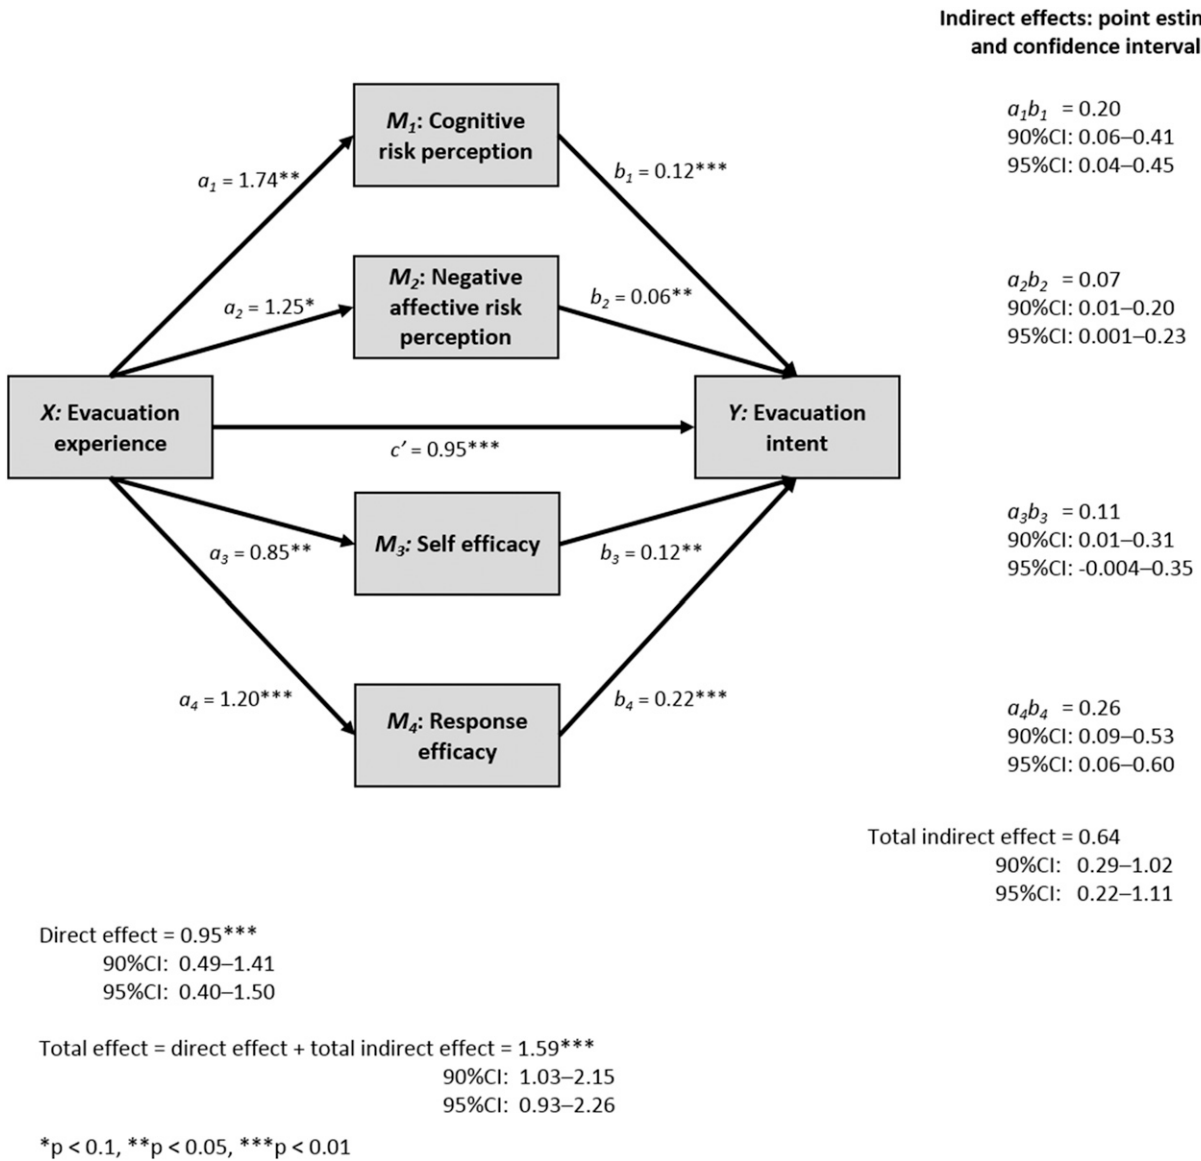 Indirect effects: point estin
and confidence interval
M1: Cognitive
risk perception
a1 = 1.74**
b1 = 0.12***
a1b1 = 0.20
90%CI: 0.06–0.41
95%CI: 0.04–0.45
M2: Negative
affective risk
perception
a2 = 1.25*
b2 = 0.06**
a2b2 = 0.07
90%CI: 0.01–0.20
95%CI: 0.001–0.23
X: Evacuation
experience
c′ = 0.95***
Y: Evacuation
intent
M3: Self efficacy
a3 = 0.85**
b3 = 0.12**
a3b3 = 0.11
90%CI: 0.01–0.31
95%CI: -0.004–0.35
a4 = 1.20***
M4: Response
efficacy
b4 = 0.22***
a4b4 = 0.26
90%CI: 0.09–0.53
95%CI: 0.06–0.60
Total indirect effect = 0.64
90%CI: 0.29–1.02
95%CI: 0.22–1.11
Direct effect = 0.95***
90%CI: 0.49–1.41
95%CI: 0.40–1.50
Total effect = direct effect + total indirect effect = 1.59***
90%CI: 1.03–2.15
95%CI: 0.93–2.26
*p < 0.1, **p < 0.05, ***p < 0.01